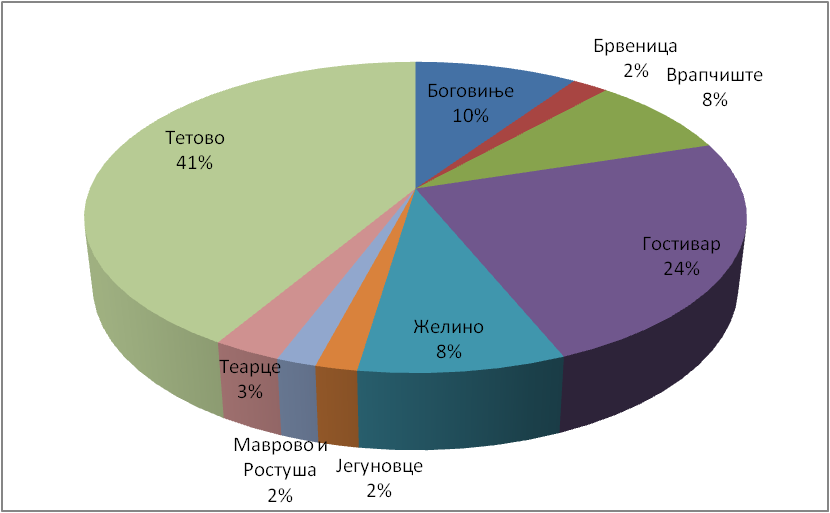 Брвеница
2%
Врапчиште
8%
Боговиње
10%
Тетово
41%
Гостивар
24%
Желино
8%
Теарце
3%
Маврово и
Ростуша
2%
Јегуновце
2%